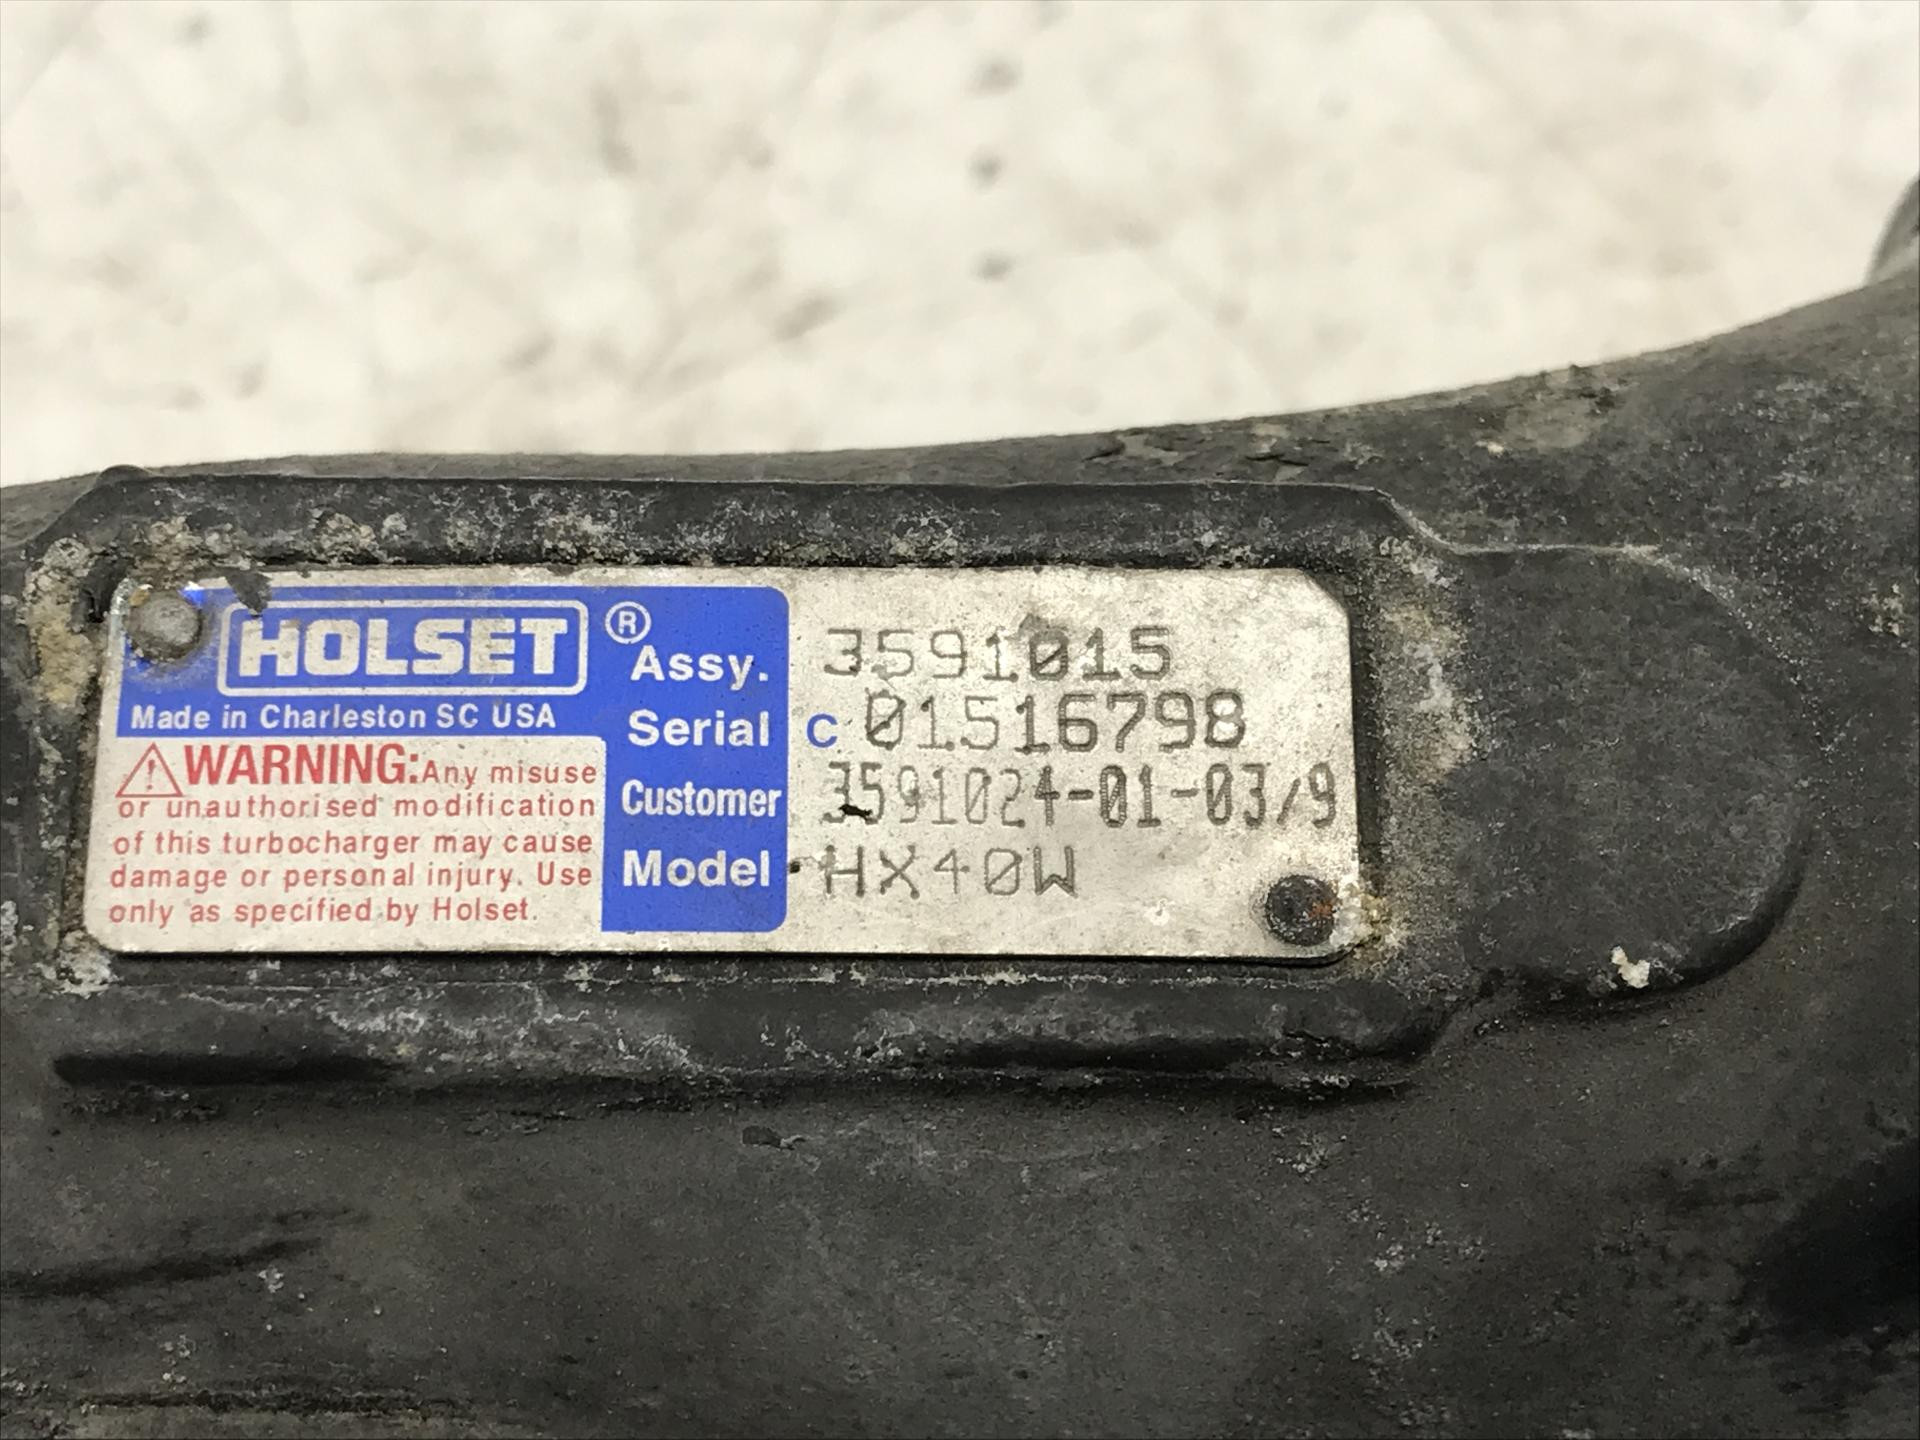 HOLSET ®
Made in Charleston SC USA
WARNING: Any misuse
or unauthorised modification
of this turbocharger may cause
damage or personal injury. Use
only as specified by Holset.
Assy. 3591015
Serial C 01516798
Customer 3591024-01-03/9
Model HX40W